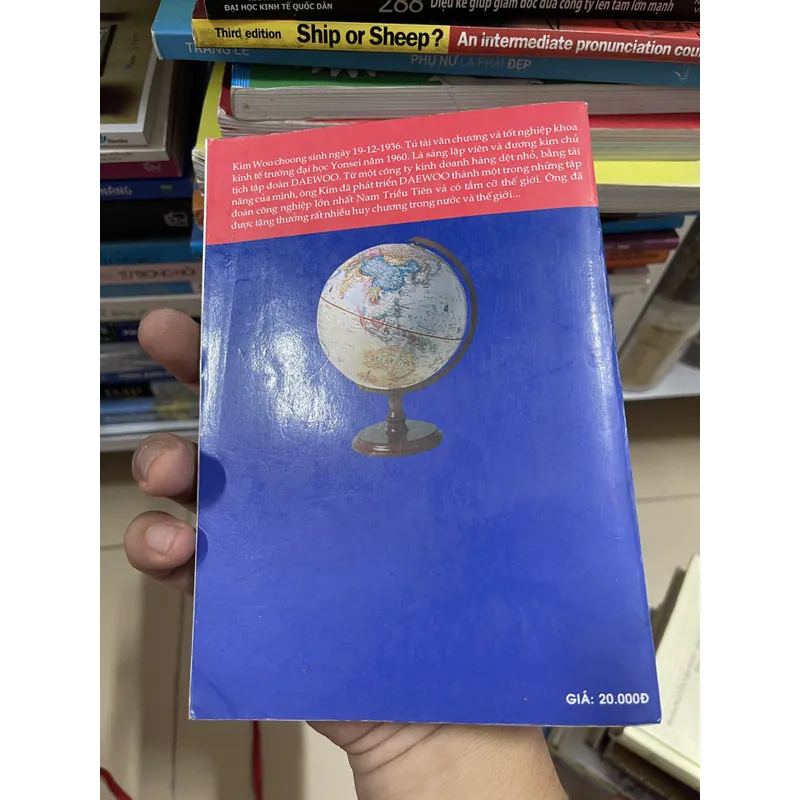 ĐẠI HỌC KINH TẾ QUỐC DÂN
288
Diệu kế giúp giám đốc đưa công ty lên tầm lớn mạnh
Third edition Ship or Sheep? An intermediate pronunciation cou
PHỤ NỮ LÀ PHẢI ĐẸP
Kim Woo choong sinh ngày 19-12-1936. Tú tài văn chương và tốt nghiệp khoa
kinh tế trường đại học Yonsei năm 1960. Là sáng lập viên và đương kim chủ
tịch tập đoàn DAEWOO. Từ một công ty kinh doanh hàng dệt nhỏ, bằng tài
năng của mình, ông Kim đã phát triển DAEWOO thành một trong những tập
đoàn công nghiệp lớn nhất Nam Triều Tiên và có tầm cỡ thế giới. Ông đã
được tặng thưởng rất nhiều huy chương trong nước và thế giới...
GIÁ: 20.000Đ